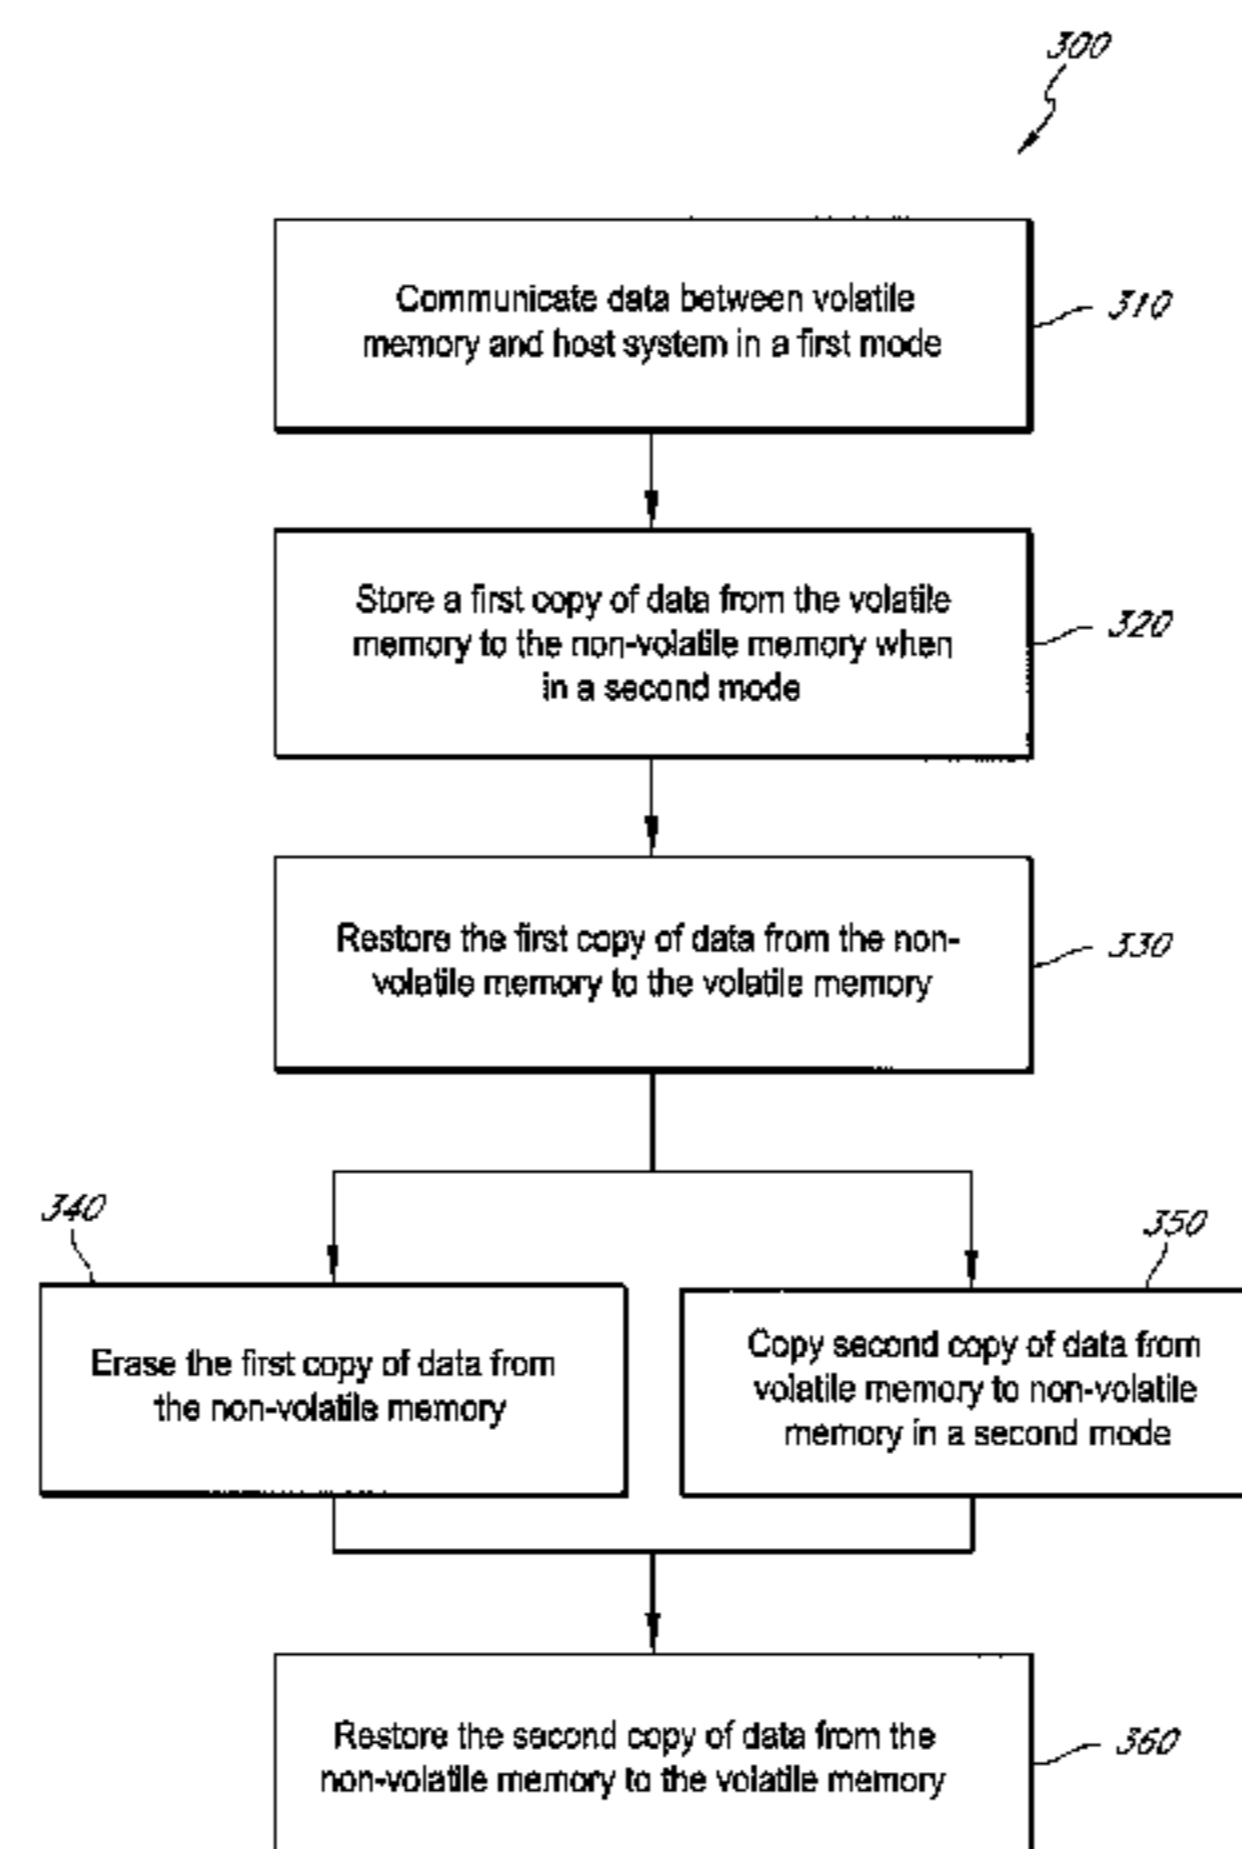 300
Communicate data between volatile
memory and host system in a first mode
310
Store a first copy of data from the volatile
memory to the non-volatile memory when
in a second mode
320
Restore the first copy of data from the non-
volatile memory to the volatile memory
330
340
Erase the first copy of data from
the non-volatile memory
350
Copy second copy of data from
volatile memory to non-volatile
memory in a second mode
Restore the second copy of data from the
non-volatile memory to the volatile memory
360